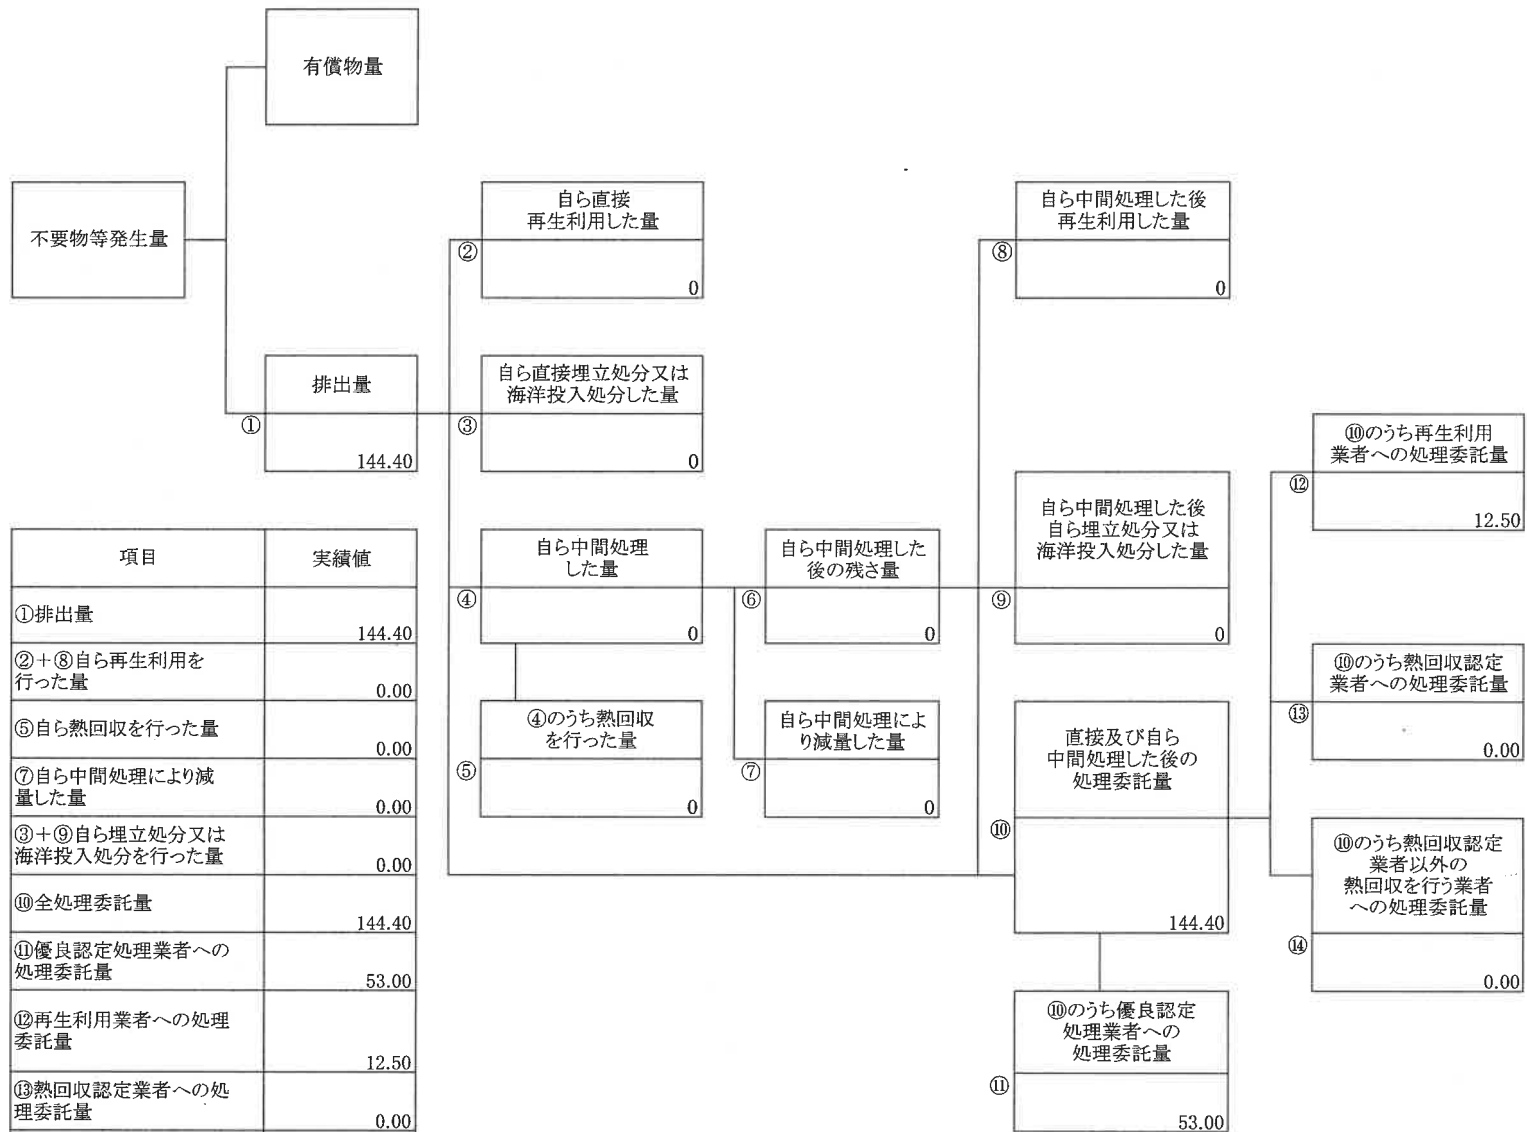 有償物量
不要物等発生量
自ら直接
再生利用した量
②
0
自ら中間処理した後
再生利用した量
⑧
0
排出量
①
144.40
自ら直接埋立処分又は
海洋投入処分した量
③
0
⑩のうち再生利用
業者への処理委託量
⑫
12.50
自ら中間処理
した量
④
0
自ら中間処理した
後の残さ量
⑥
0
自ら中間処理した後
自ら埋立処分又は
海洋投入処分した量
⑨
0
⑩のうち熱回収認定
業者への処理委託量
⑬
0.00
④のうち熱回収
を行った量
⑤
0
自ら中間処理によ
り減量した量
⑦
0
直接及び自ら
中間処理した後の
処理委託量
⑩
144.40
⑩のうち熱回収認定
業者以外の
熱回収を行う業者
への処理委託量
⑭
0.00
⑩のうち優良認定
処理業者への
処理委託量
⑪
53.00
項目 実績値
①排出量
144.40
②+⑧自ら再生利用を
行った量
0.00
⑤自ら熱回収を行った量
0.00
⑦自ら中間処理により減
量した量
0.00
③+⑨自ら埋立処分又は
海洋投入処分を行った量
0.00
⑩全処理委託量
144.40
⑪優良認定処理業者への
処理委託量
53.00
⑫再生利用業者への処理
委託量
12.50
⑬熱回収認定業者への処
理委託量
0.00